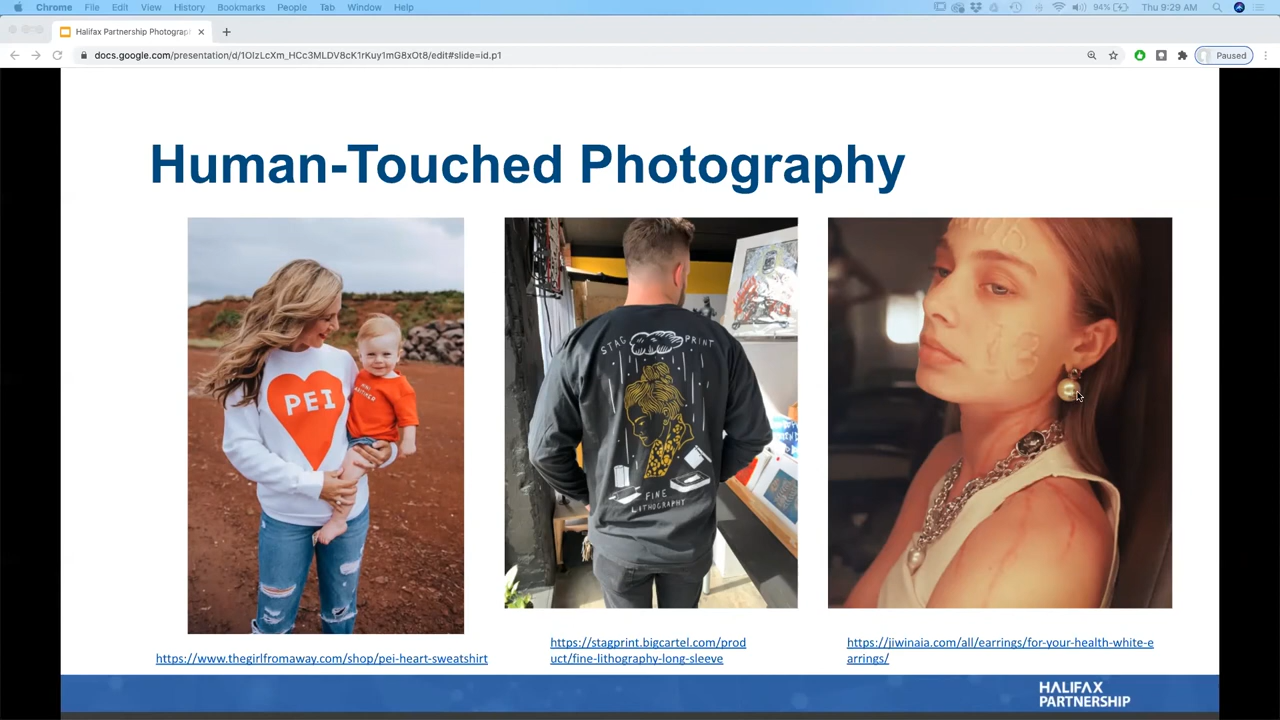 Chrome File Edit View History Bookmarks People Tab Window Help
94% Thu 9:29 AM
Halifax Partnership Photograph
docs.google.com/presentation/d/1OIzLcXm_HCc3MLDV8cK1rKuy1mG8xOt8/edit#slide=id.p1
Paused
Human-Touched Photography
PEI
STAG PRINT
FINE
LITHOGRAPHY
https://www.thegirlfromaway.com/shop/pei-heart-sweatshirt
https://stagprint.bigcartel.com/prod
uct/fine-lithography-long-sleeve
https://jiwinaia.com/all/earrings/for-your-health-white-e
arrings/
HALIFAX
PARTNERSHIP